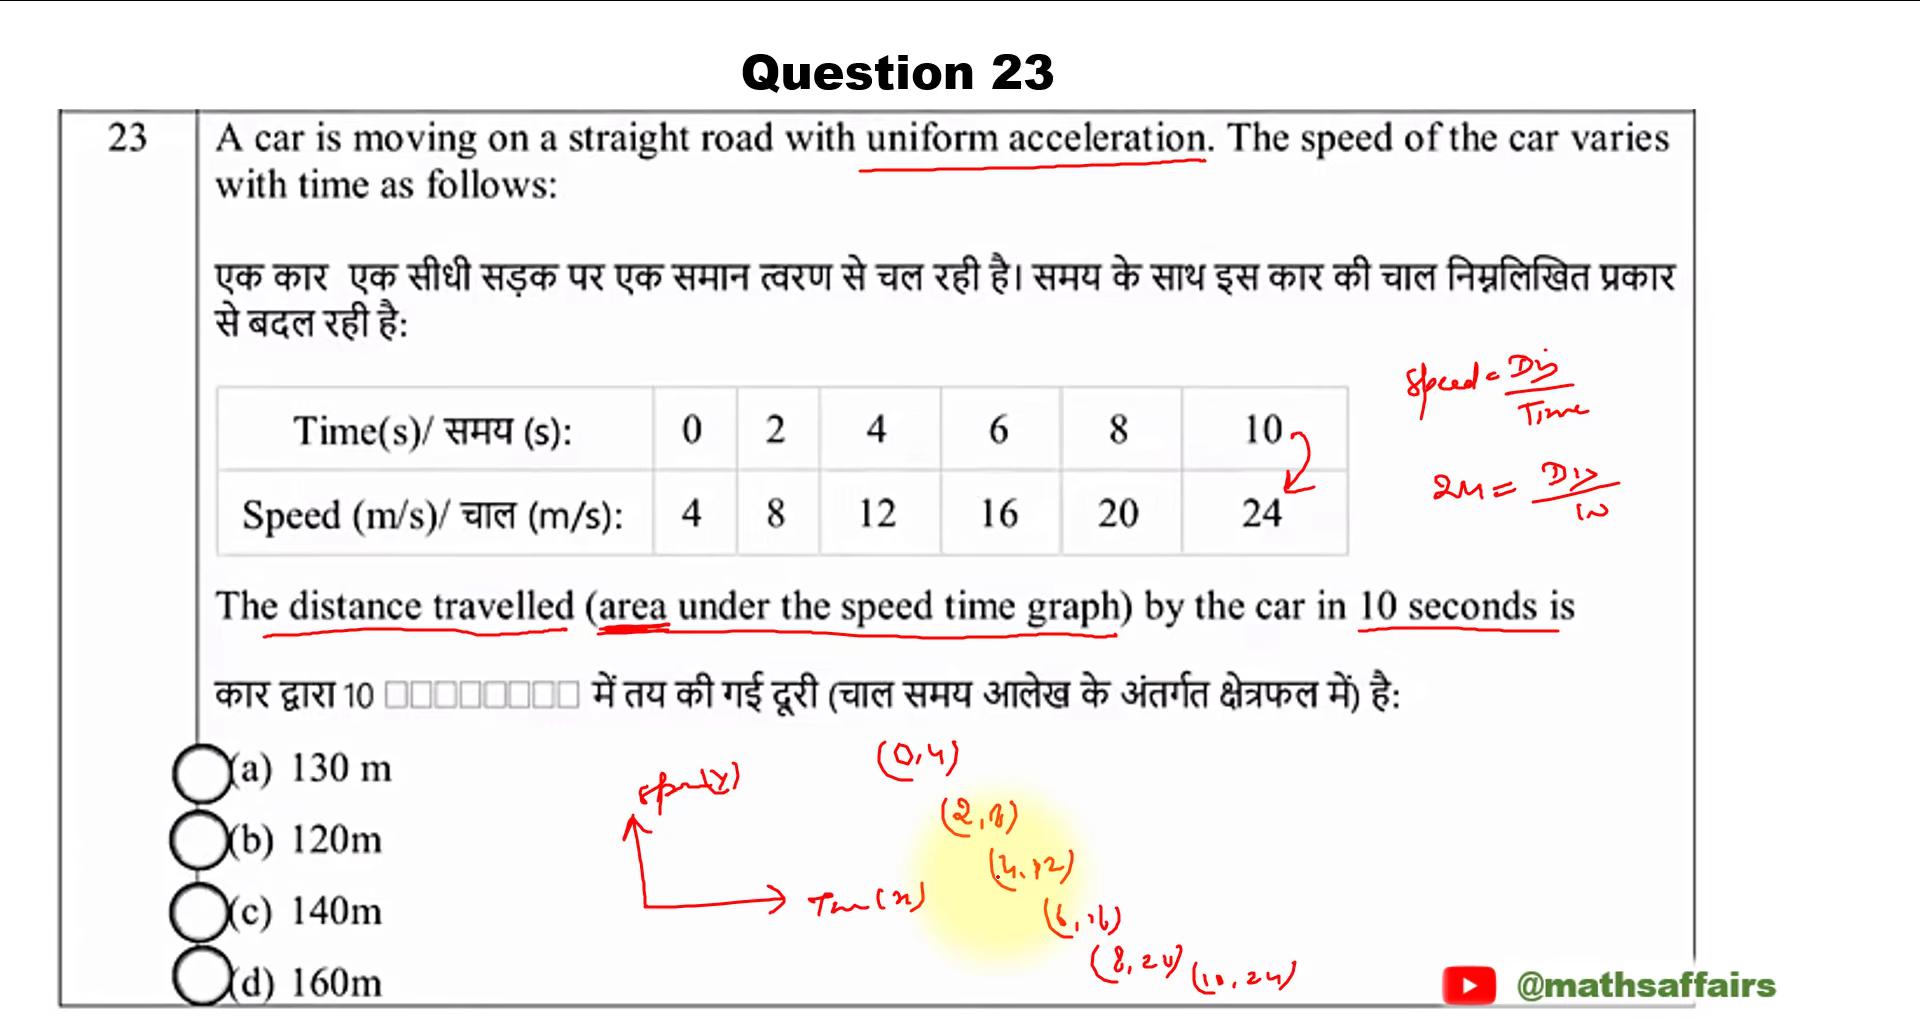 Question 23
23
A car is moving on a straight road with uniform acceleration. The speed of the car varies
with time as follows:
एक कार एक सीधी सड़क पर एक समान त्वरण से चल रही है। समय के साथ इस कार की चाल निम्नलिखित प्रकार
से बदल रही है:
Speed = Dis
Time
Time(s)/ समय (s): 0 2 4 6 8 10
24 = Dis
10
Speed (m/s)/ चाल (m/s): 4 8 12 16 20 24
The distance travelled (area under the speed time graph) by the car in 10 seconds is
कार द्वारा 10 □□□□□□□□ में तय की गई दूरी (चाल समय आलेख के अंतर्गत क्षेत्रफल में) है:
(a) 130 m
(b) 120m
(c) 140m
(d) 160m
(y)
(x)
(0,4)
(2,8)
(4,12)
(6,16)
(8,20) (10,24)
@mathsaffairs